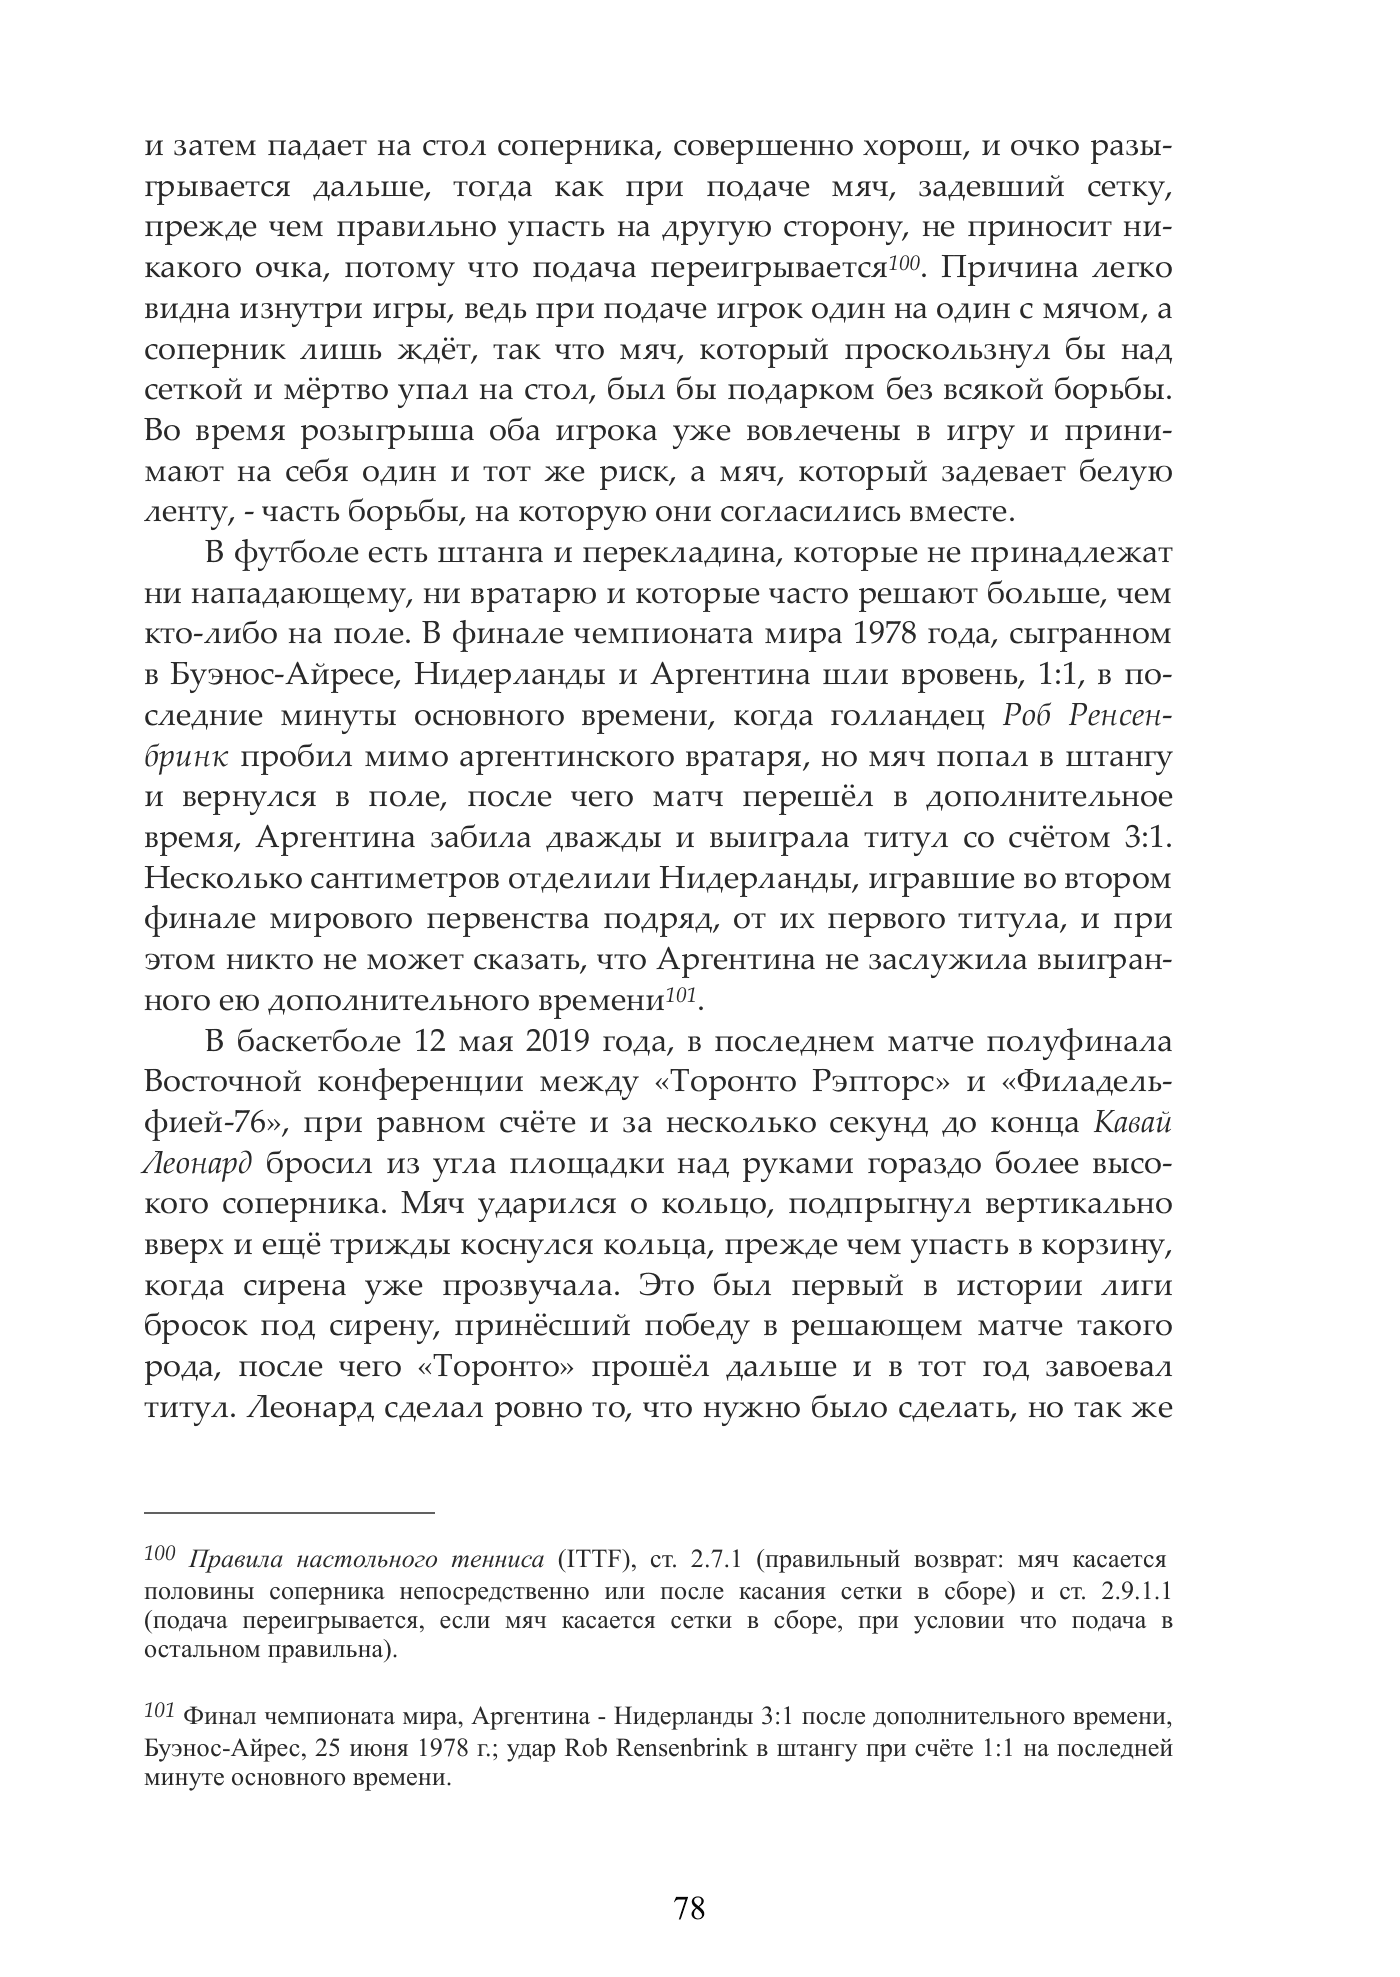 и затем падает на стол соперника, совершенно хорош, и очко разы-
грывается дальше, тогда как при подаче мяч, задевший сетку,
прежде чем правильно упасть на другую сторону, не приносит ни-
какого очка, потому что подача переигрывается100. Причина легко
видна изнутри игры, ведь при подаче игрок один на один с мячом, а
соперник лишь ждёт, так что мяч, который проскользнул бы над
сеткой и мёртво упал на стол, был бы подарком без всякой борьбы.
Во время розыгрыша оба игрока уже вовлечены в игру и прини-
мают на себя один и тот же риск, а мяч, который задевает белую
ленту, - часть борьбы, на которую они согласились вместе.
В футболе есть штанга и перекладина, которые не принадлежат
ни нападающему, ни вратарю и которые часто решают больше, чем
кто-либо на поле. В финале чемпионата мира 1978 года, сыгранном
в Буэнос-Айресе, Нидерланды и Аргентина шли вровень, 1:1, в по-
следние минуты основного времени, когда голландец Роб Ренсен-
бринк пробил мимо аргентинского вратаря, но мяч попал в штангу
и вернулся в поле, после чего матч перешёл в дополнительное
время, Аргентина забила дважды и выиграла титул со счётом 3:1.
Несколько сантиметров отделили Нидерланды, игравшие во втором
финале мирового первенства подряд, от их первого титула, и при
этом никто не может сказать, что Аргентина не заслужила выигран-
ного ею дополнительного времени101.
В баскетболе 12 мая 2019 года, в последнем матче полуфинала
Восточной конференции между «Торонто Рэпторс» и «Филадель-
фией-76», при равном счёте и за несколько секунд до конца Кавай
Леонард бросил из угла площадки над руками гораздо более высо-
кого соперника. Мяч ударился о кольцо, подпрыгнул вертикально
вверх и ещё трижды коснулся кольца, прежде чем упасть в корзину,
когда сирена уже прозвучала. Это был первый в истории лиги
бросок под сирену, принёсший победу в решающем матче такого
рода, после чего «Торонто» прошёл дальше и в тот год завоевал
титул. Леонард сделал ровно то, что нужно было сделать, но так же
100 Правила настольного тенниса (ITTF), ст. 2.7.1 (правильный возврат: мяч касается
половины соперника непосредственно или после касания сетки в сборе) и ст. 2.9.1.1
(подача переигрывается, если мяч касается сетки в сборе, при условии что подача в
остальном правильна).
101 Финал чемпионата мира, Аргентина - Нидерланды 3:1 после дополнительного времени,
Буэнос-Айрес, 25 июня 1978 г.; удар Rob Rensenbrink в штангу при счёте 1:1 на последней
минуте основного времени.
78